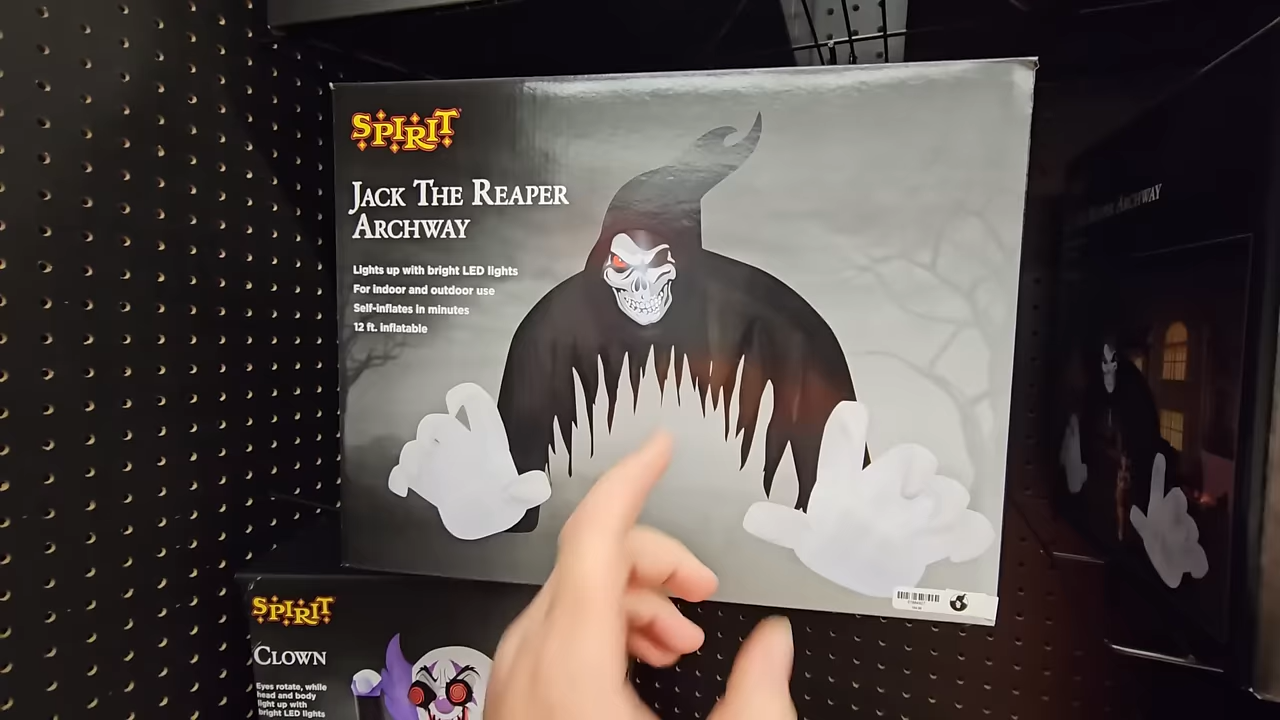 SPIRIT
JACK THE REAPER
ARCHWAY
Lights up with bright LED lights
For indoor and outdoor use
Self-inflates in minutes
12 ft. inflatable
ARCHWAY
SPIRIT
CLOWN
Eyes rotate, while
head and body
light up with
bright LED lights